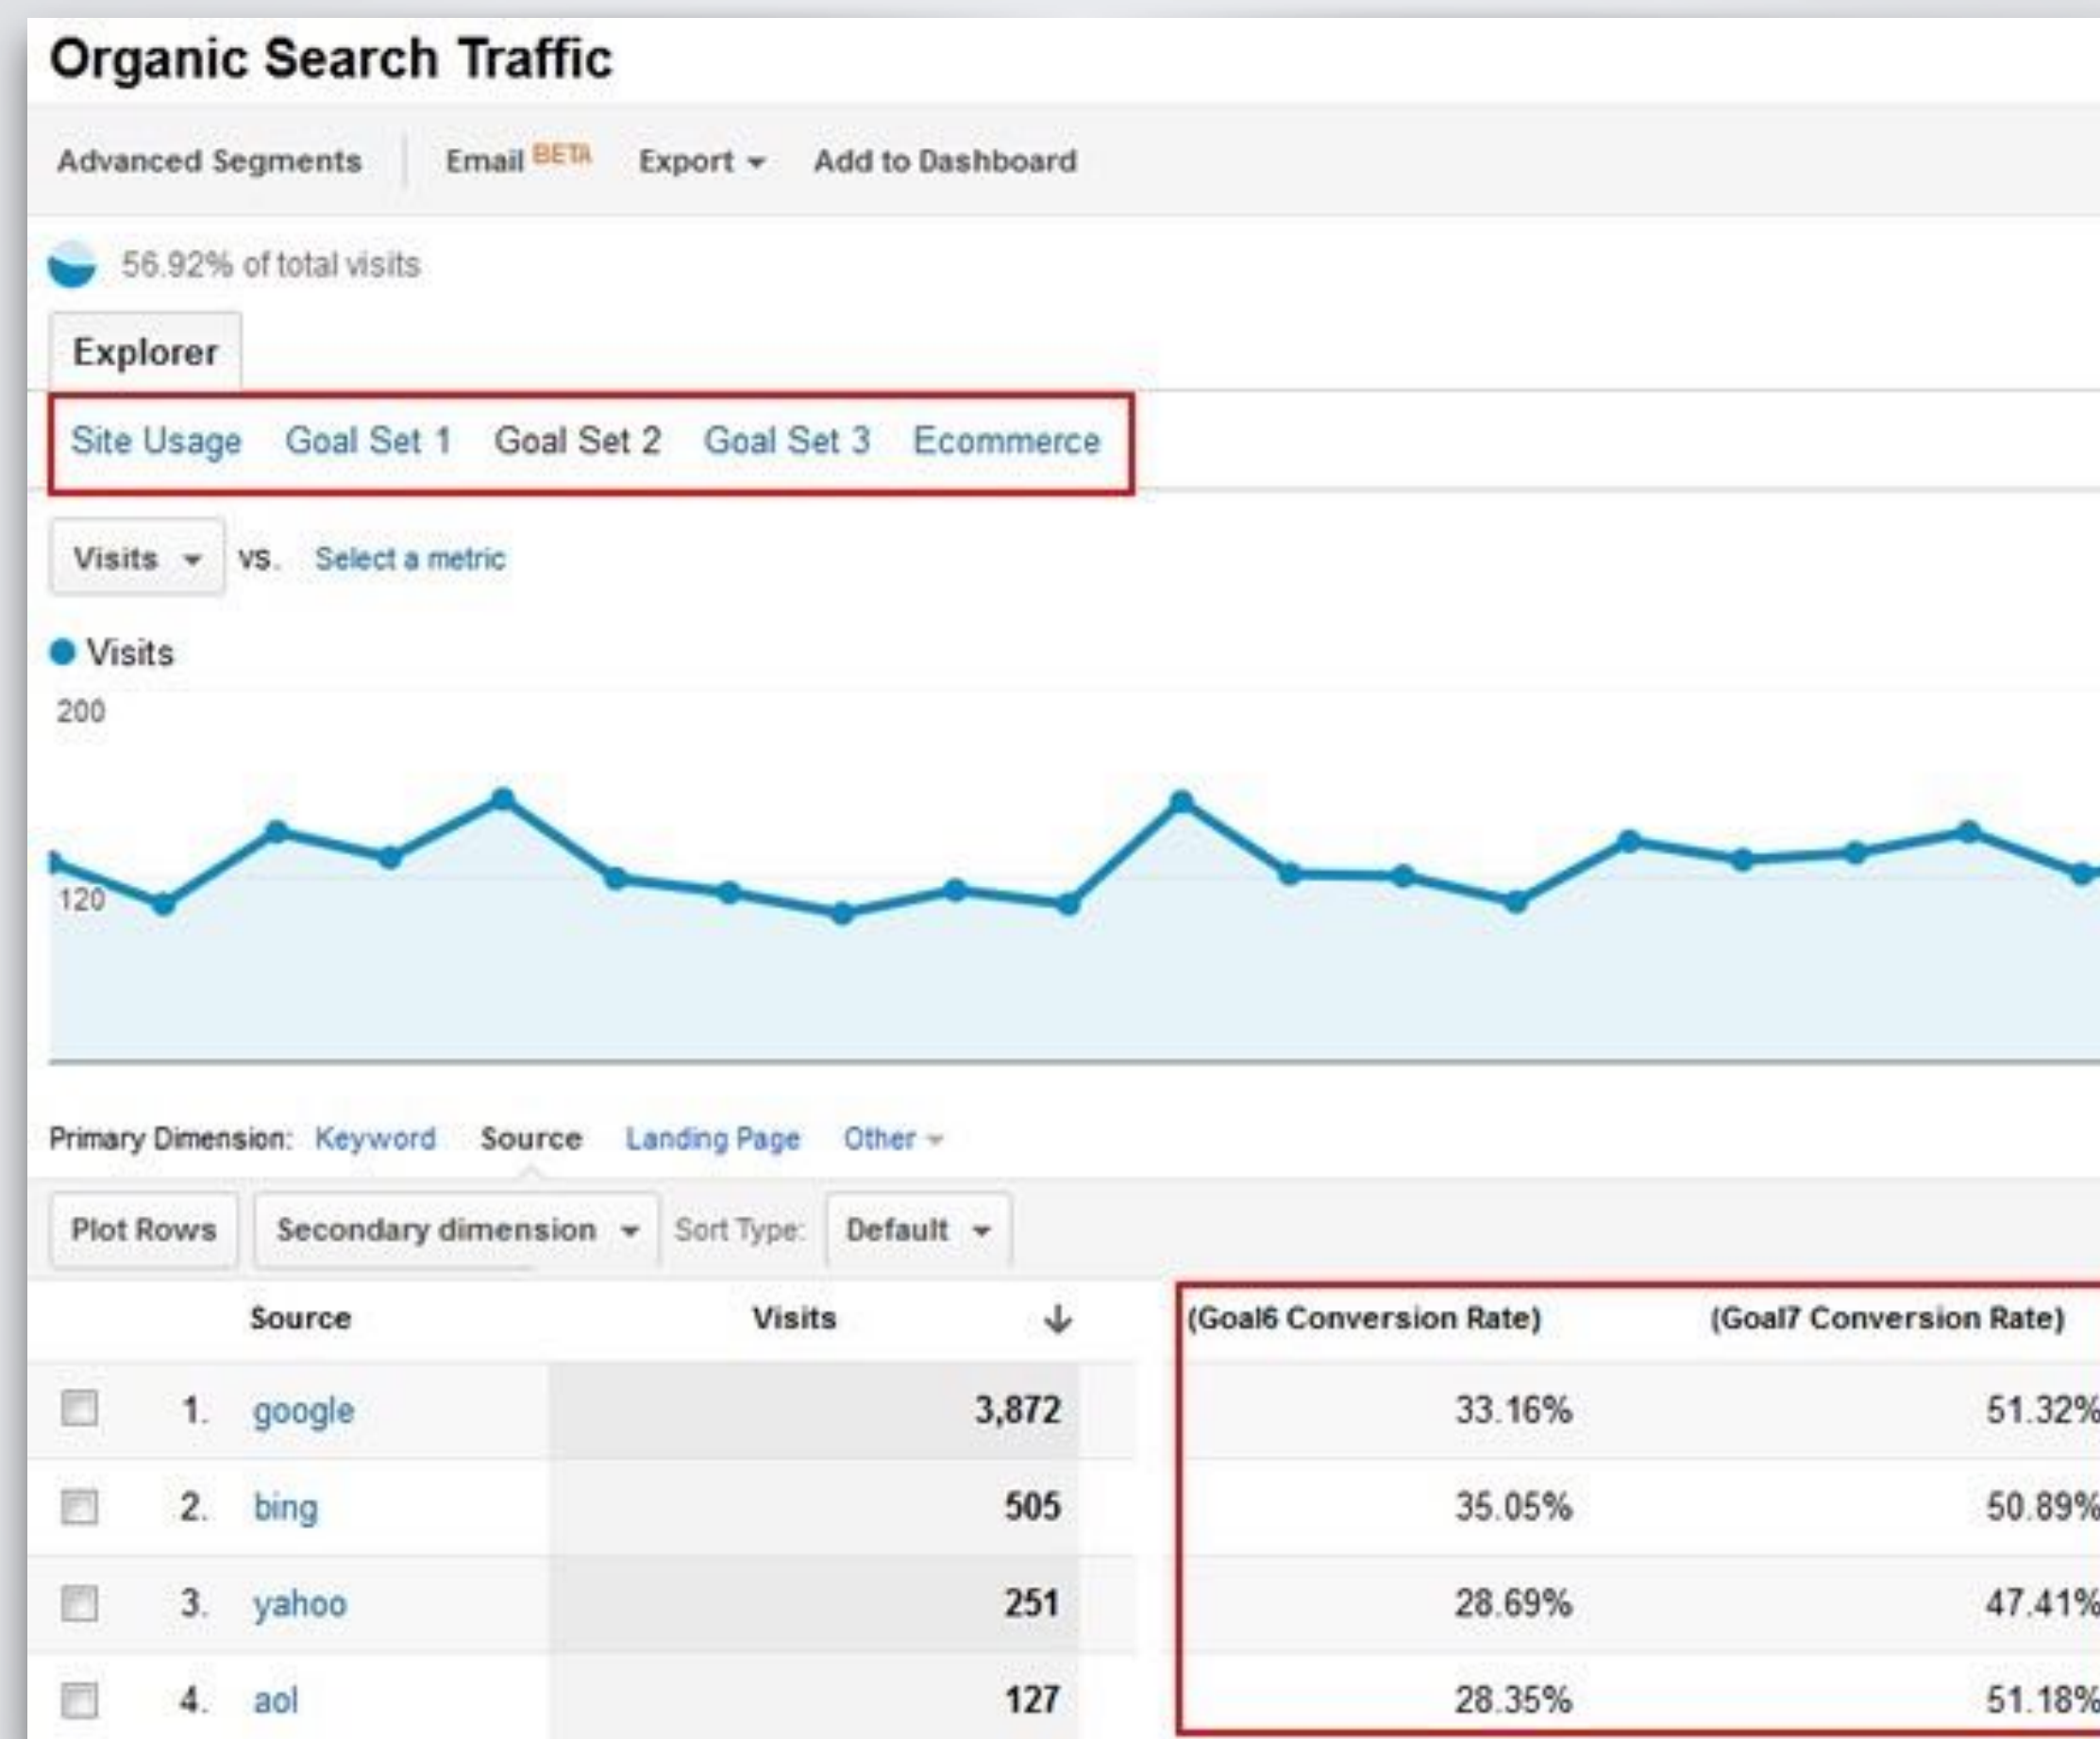 Organic Search Traffic
Advanced Segments Email BETA Export Add to Dashboard
56.92% of total visits
Explorer
Site Usage Goal Set 1 Goal Set 2 Goal Set 3 Ecommerce
Visits vs. Select a metric
Visits
200
120
Primary Dimension: Keyword Source Landing Page Other
Plot Rows Secondary dimension Sort Type: Default
Source Visits (Goal6 Conversion Rate) (Goal7 Conversion Rate)
1. google 3,872 33.16% 51.32%
2. bing 505 35.05% 50.89%
3. yahoo 251 28.69% 47.41%
4. aol 127 28.35% 51.18%